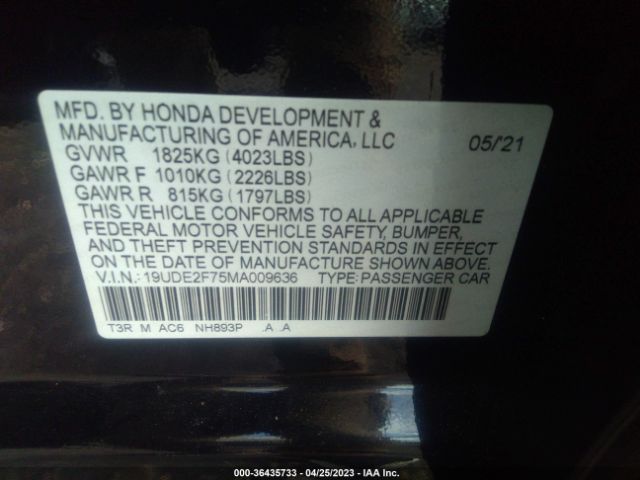 MFD. BY HONDA DEVELOPMENT &
MANUFACTURING OF AMERICA, LLC 05/'21
GVWR 1825KG (4023LBS)
GAWR F 1010KG (2226LBS)
GAWR R 815KG (1797LBS)
THIS VEHICLE CONFORMS TO ALL APPLICABLE
FEDERAL MOTOR VEHICLE SAFETY, BUMPER,
AND THEFT PREVENTION STANDARDS IN EFFECT
ON THE DATE OF MANUFACTURE SHOWN ABOVE.
V.I.N.: 19UDE2F75MA009636 TYPE: PASSENGER CAR
T3R M AC6 NH893P .A .A
000-36435733 - 04/25/2023 - IAA Inc.